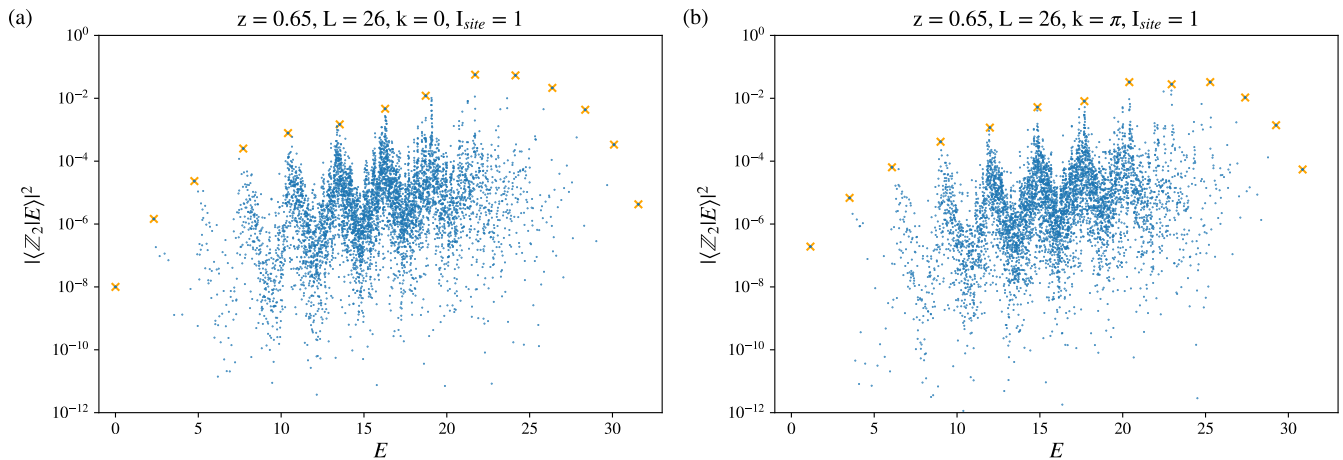 (a)
z = 0.65, L = 26, k = 0, I_site = 1
10^0
10^−2
10^−4
10^−6
10^−8
10^−10
10^−12
|⟨ℤ_2|E⟩|^2
0 5 10 15 20 25 30
E
(b)
z = 0.65, L = 26, k = π, I_site = 1
10^0
10^−2
10^−4
10^−6
10^−8
10^−10
10^−12
|⟨ℤ_2|E⟩|^2
0 5 10 15 20 25 30
E